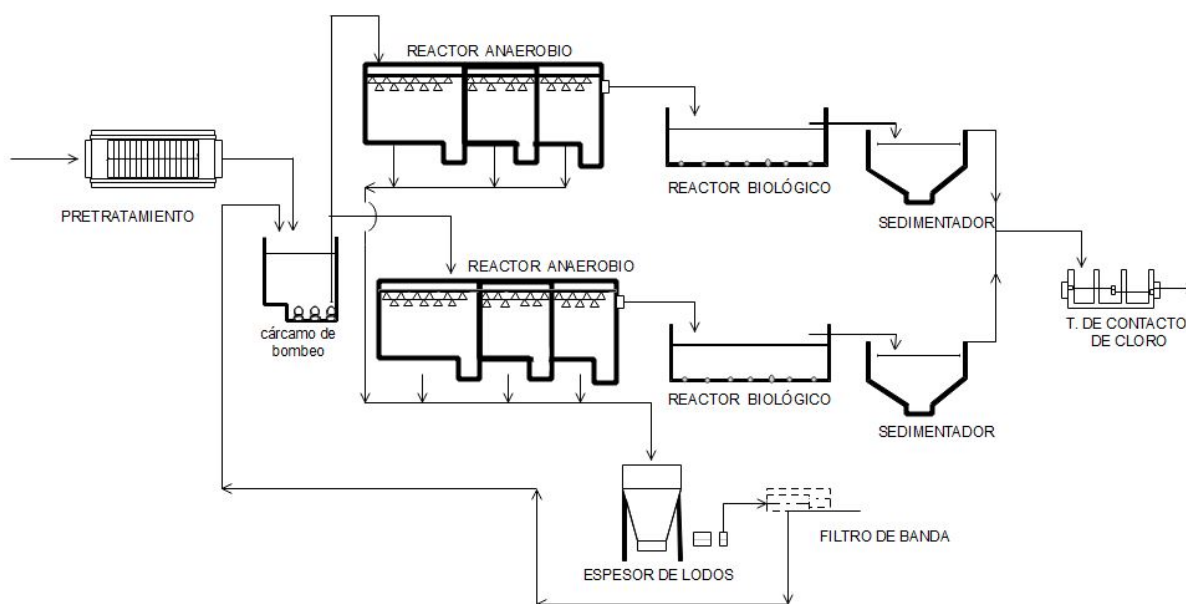 REACTOR ANAEROBIO
PRETRATAMIENTO
REACTOR BIOLÓGICO
SEDIMENTADOR
REACTOR ANAEROBIO
cárcamo de
bombeo
T. DE CONTACTO
DE CLORO
REACTOR BIOLÓGICO
SEDIMENTADOR
FILTRO DE BANDA
ESPESOR DE LODOS